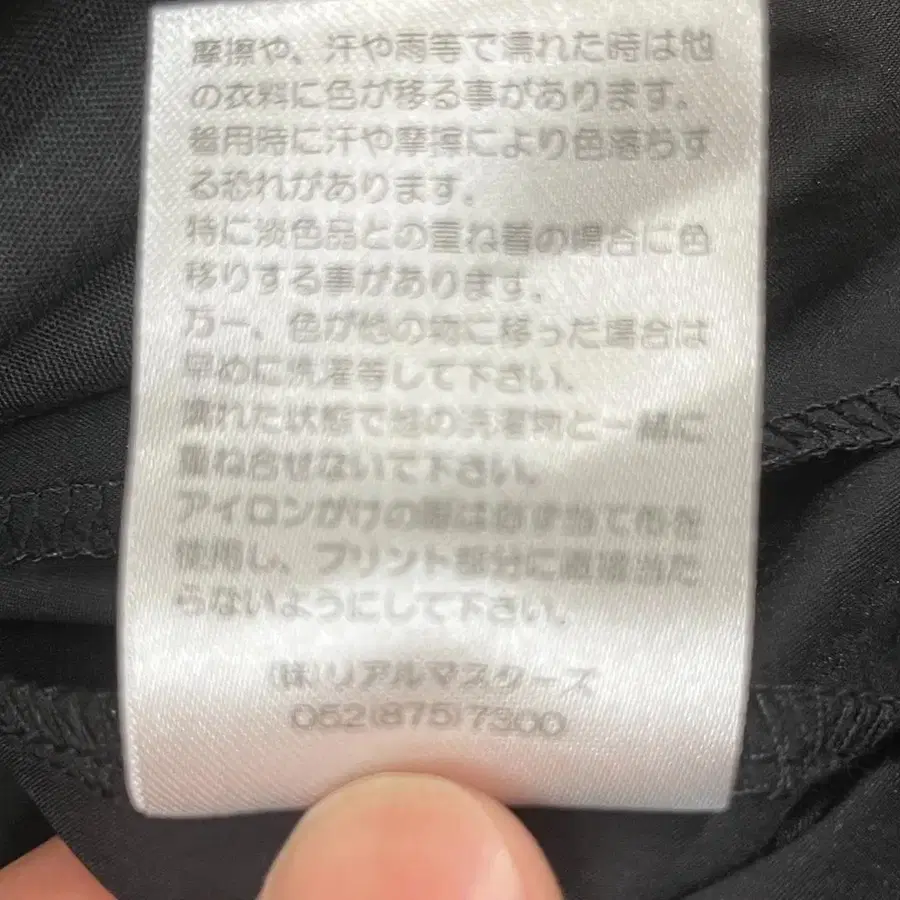 摩擦や、汗や雨等で濡れた時は他
の衣料に色が移る事があります。
着用時に汗や摩擦により色落ちす
る恐れがあります。
特に淡色品との重ね着の場合に色
移りする事があります。
万一、色が他の物に移った場合は
早めに洗濯等して下さい。
濡れた状態で他の洗濯物と一緒に
重ね合せないで下さい。
アイロンがけの際は必ず当て布を
使用し、プリント部分に直接当た
らないようにして下さい。
(株)リアルマスターズ
052(875)7300